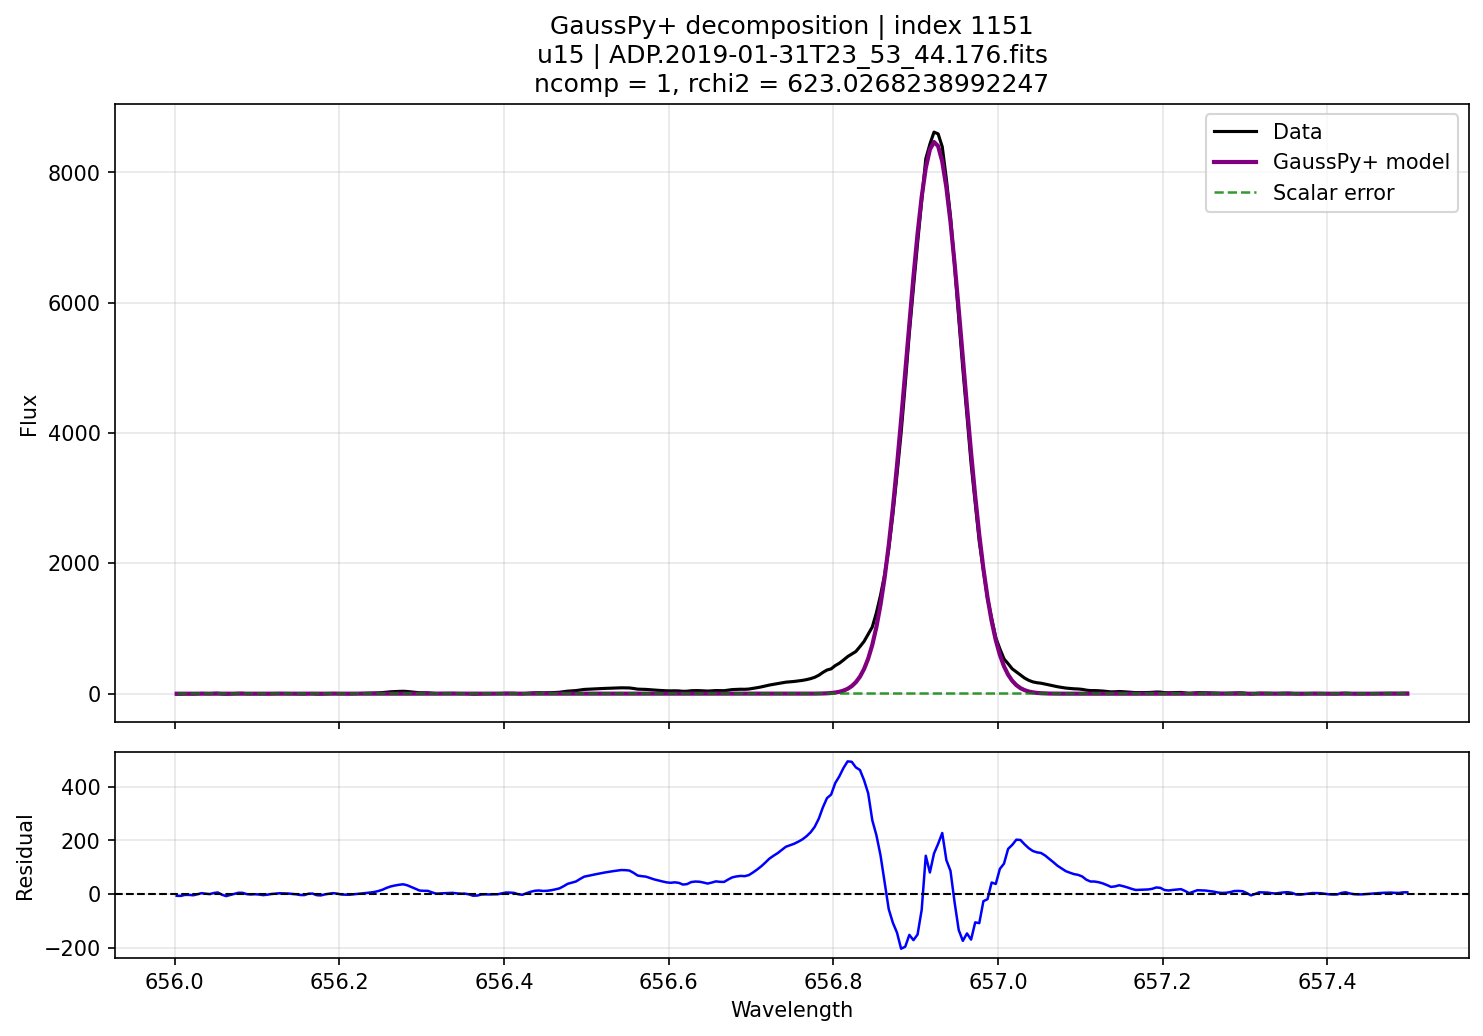 GaussPy+ decomposition | index 1151
u15 | ADP.2019-01-31T23_53_44.176.fits
ncomp = 1, rchi2 = 623.0268238992247
Data
GaussPy+ model
Scalar error
Flux
8000
6000
4000
2000
0
Residual
400
200
0
−200
656.0 656.2 656.4 656.6 656.8 657.0 657.2 657.4
Wavelength